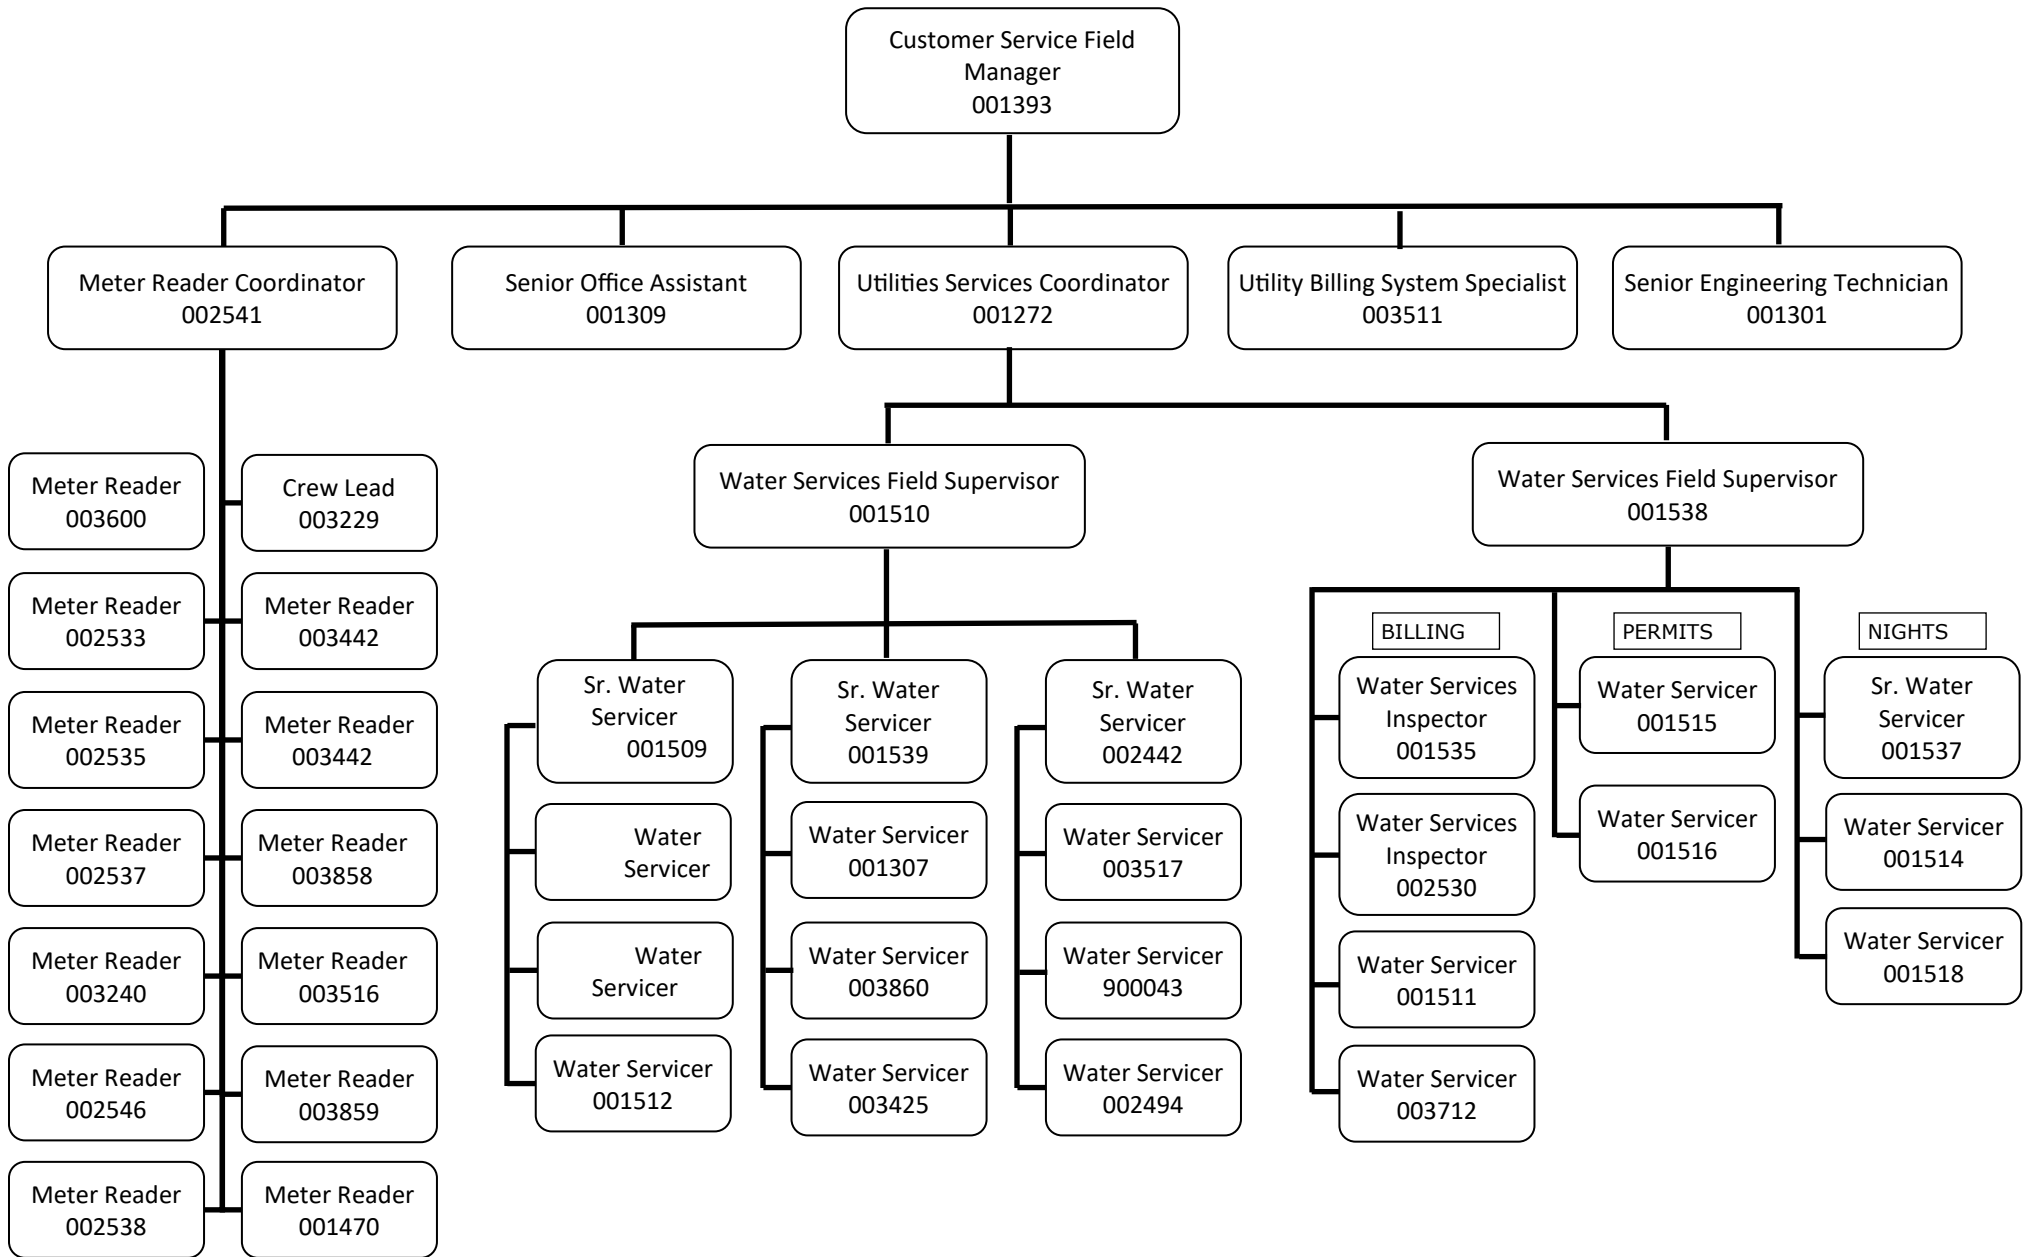 Customer Service Field
Manager
001393
Meter Reader Coordinator
002541
Senior Office Assistant
001309
Utilities Services Coordinator
001272
Utility Billing System Specialist
003511
Senior Engineering Technician
001301
Meter Reader
003600
Crew Lead
003229
Meter Reader
002533
Meter Reader
003442
Meter Reader
002535
Meter Reader
003442
Meter Reader
002537
Meter Reader
003858
Meter Reader
003240
Meter Reader
003516
Meter Reader
002546
Meter Reader
003859
Meter Reader
002538
Meter Reader
001470
Water Services Field Supervisor
001510
Sr. Water
Servicer
001509
Water
Servicer
Water
Servicer
Water Servicer
001512
Sr. Water
Servicer
001539
Water Servicer
001307
Water Servicer
003860
Water Servicer
003425
Sr. Water
Servicer
002442
Water Servicer
003517
Water Servicer
900043
Water Servicer
002494
Water Services Field Supervisor
001538
BILLING
Water Services
Inspector
001535
Water Services
Inspector
002530
Water Servicer
001511
Water Servicer
003712
PERMITS
Water Servicer
001515
Water Servicer
001516
NIGHTS
Sr. Water
Servicer
001537
Water Servicer
001514
Water Servicer
001518